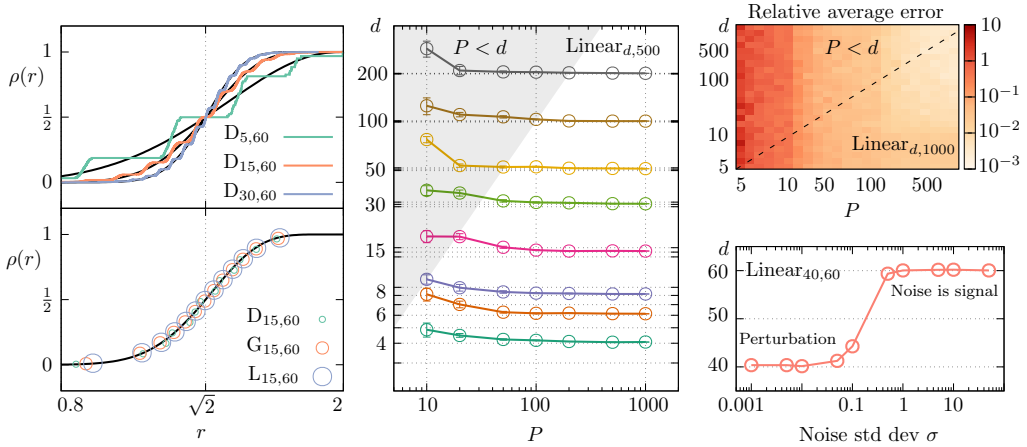 1
ρ(r)
1/2
0
D5,60
D15,60
D30,60
1
ρ(r)
1/2
0
D15,60
G15,60
L15,60
0.8
√2
2
r
d
200
100
50
30
15
8
6
4
P < d
Linear d,500
10
100
1000
P
Relative average error
d
500
100
10
5
P < d
Linear d,1000
5
10
50
100
500
P
10
1
10⁻¹
10⁻²
10⁻³
d
60
50
40
Linear40,60
Noise is signal
Perturbation
0.001
0.1
10
Noise std dev σ